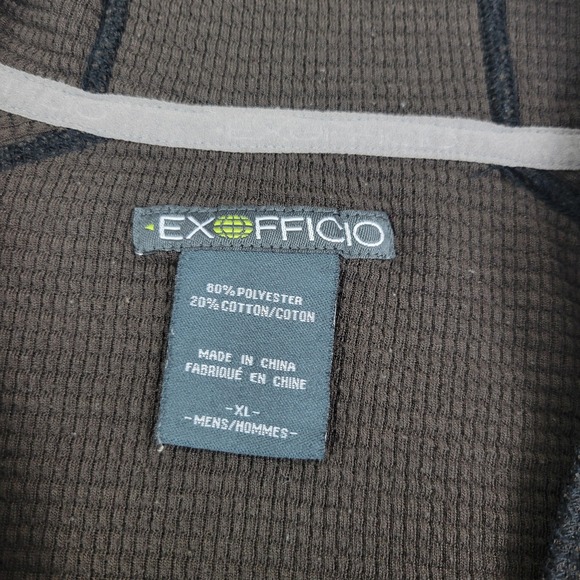 EXOFFICIO
80% POLYESTER
20% COTTON/COTON
MADE IN CHINA
FABRIQUÉ EN CHINE
-XL-
-MENS/HOMMES-